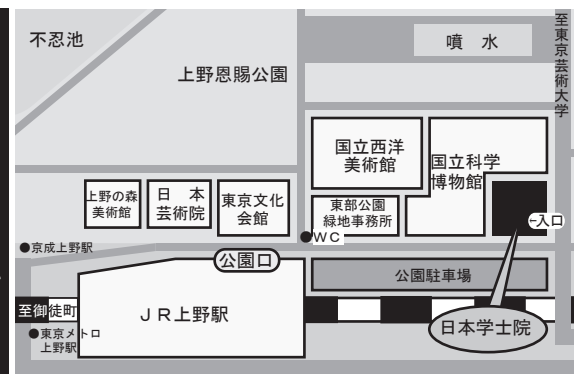 不忍池
噴 水
至東京芸術大学
上野恩賜公園
国立西洋
美術館
国立科学
博物館
上野の森
美術館
日 本
芸術院
東京文化
会館
東部公園
緑地事務所
←入口
●WC
●京成上野駅
公園口
公園駐車場
至御徒町
JR上野駅
日本学士院
●東京メトロ
上野駅